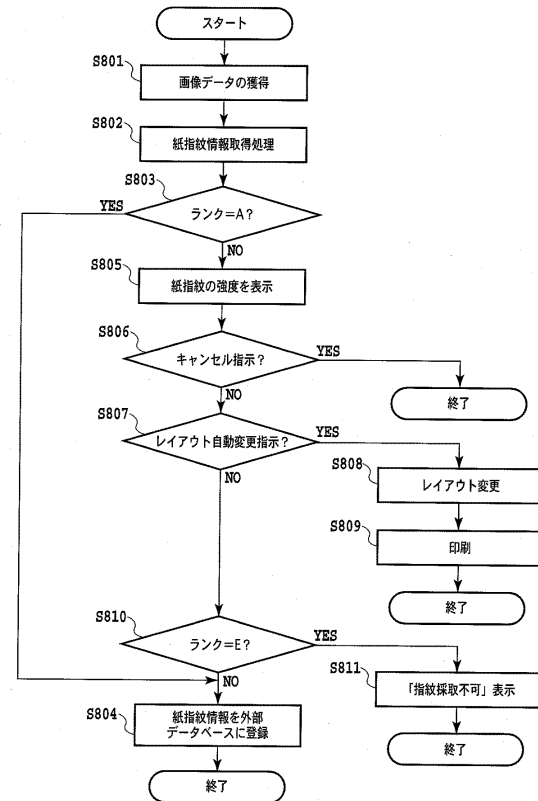 スタート
S801
画像データの獲得
S802
紙指紋情報取得処理
S803
YES
ランク=A?
NO
S805
紙指紋の強度を表示
S806
キャンセル指示?
YES
NO
終了
S807
レイアウト自動変更指示?
YES
NO
S808
レイアウト変更
S809
印刷
終了
S810
ランク=E?
YES
NO
S811
「指紋採取不可」表示
終了
S804
紙指紋情報を外部
データベースに登録
終了